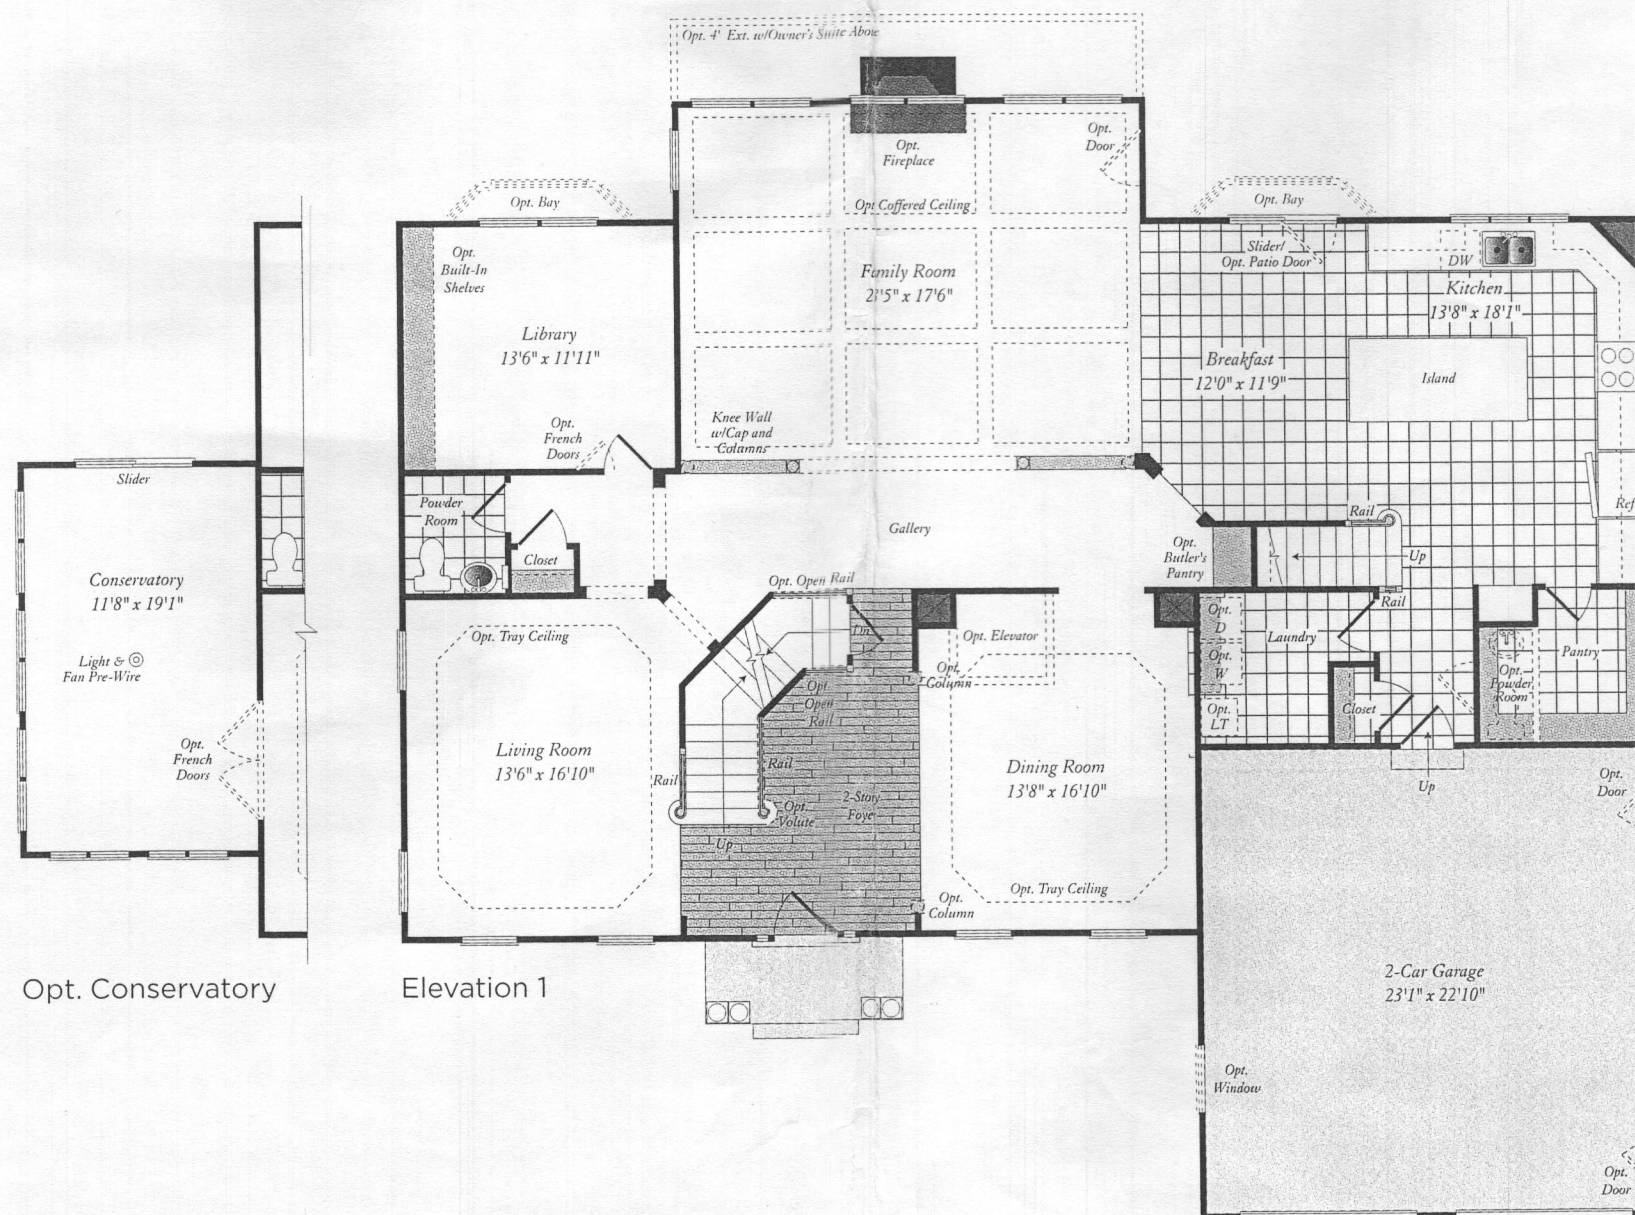 Opt. 4' Ext. w/Owner's Suite Above
Opt.
Fireplace
Opt.
Door
Opt Coffered Ceiling
Family Room
Knee Wall
w/Cap and
Columns
Opt. Bay
Opt.
Built-In
Shelves
Library
13'6" x 11'11"
Opt.
French
Doors
Opt. Bay
Slider/
Opt. Patio Door
DW
Kitchen
13'8" x 18'1"
Breakfast
12'0" x 11'9"
Island
Ref
Rail
Up
Rail
Opt.
Butler's
Pantry
Gallery
Powder
Room
Closet
Slider
Conservatory
11'8" x 19'1"
Light &
Fan Pre-Wire
Opt.
French
Doors
Opt. Tray Ceiling
Living Room
13'6" x 16'10"
Opt. Open Rail
Dn
Opt.
Open
Rail
Rail
Rail
Opt.
Volute
Up
2-Story
Foyer
Opt. Elevator
Opt.
Column
Dining Room
13'8" x 16'10"
Opt. Tray Ceiling
Opt.
Column
Opt.
D
Opt.
W
Opt.
LT
Laundry
Closet
Opt.
Powder
Room
Pantry
Up
Opt.
Door
2-Car Garage
23'1" x 22'10"
Opt.
Window
Opt.
Door
Opt. Conservatory
Elevation 1